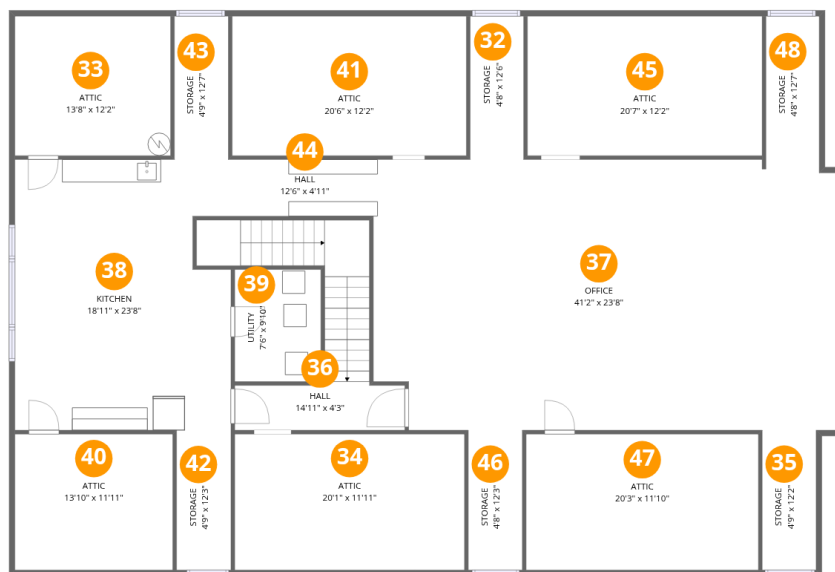 33
ATTIC
13'8" x 12'2"
43
STORAGE
4'9" x 12'7"
41
ATTIC
20'6" x 12'2"
32
STORAGE
4'8" x 12'6"
45
ATTIC
20'7" x 12'2"
48
STORAGE
4'8" x 12'7"
44
HALL
12'6" x 4'11"
38
KITCHEN
18'11" x 23'8"
39
UTILITY
7'6" x 9'10"
37
OFFICE
41'2" x 23'8"
36
HALL
14'11" x 4'3"
40
ATTIC
13'10" x 11'11"
42
STORAGE
4'9" x 12'3"
34
ATTIC
20'1" x 11'11"
46
STORAGE
4'8" x 12'3"
47
ATTIC
20'3" x 11'10"
35
STORAGE
4'9" x 12'2"